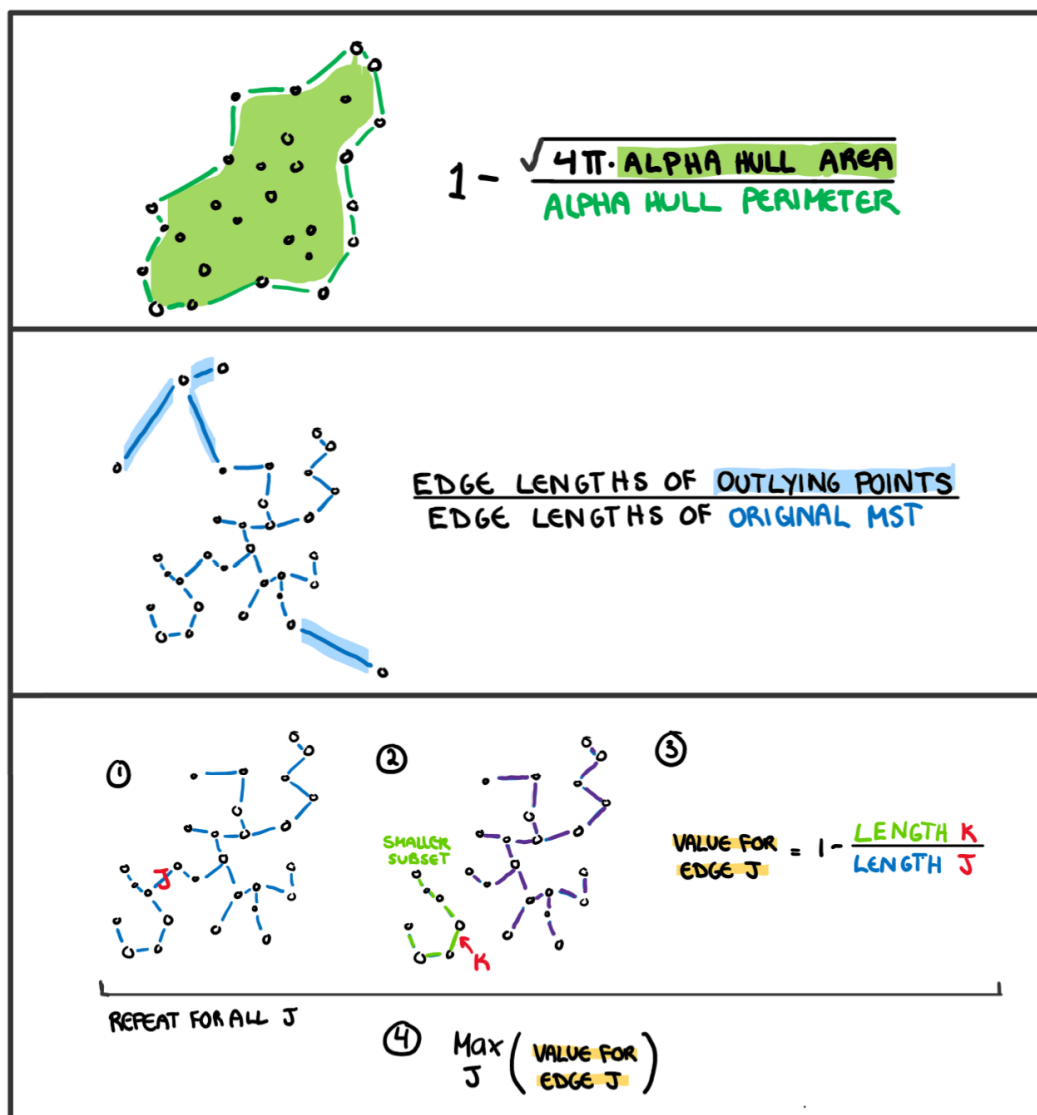 1 - √4π· ALPHA HULL AREA
ALPHA HULL PERIMETER
EDGE LENGTHS OF OUTLYING POINTS
EDGE LENGTHS OF ORIGINAL MST
①
J
②
SMALLER
SUBSET
K
③
VALUE FOR
EDGE J
= 1 -
LENGTH K
LENGTH J
REPEAT FOR ALL J
④
Max
J
(
VALUE FOR
EDGE J
)